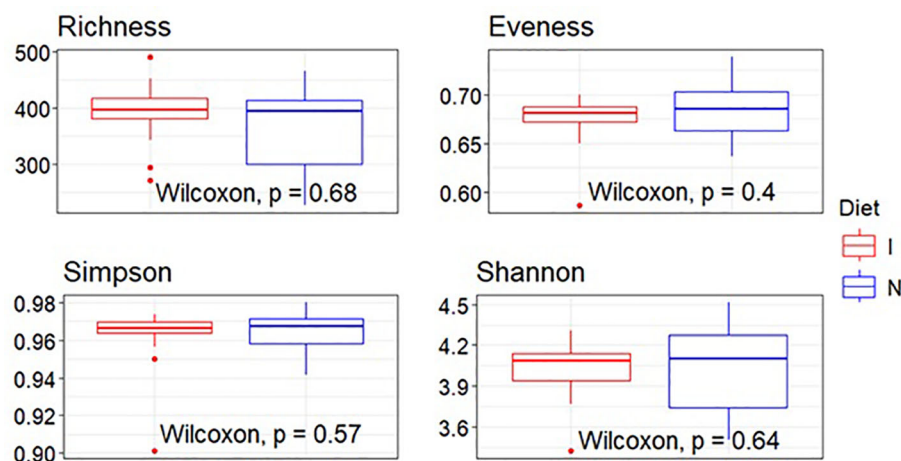 Richness
500
400
300
Wilcoxon, p = 0.68
Eveness
0.70
0.65
0.60
Wilcoxon, p = 0.4
Simpson
0.98
0.96
0.94
0.92
0.90
Wilcoxon, p = 0.57
Shannon
4.5
4.2
3.9
3.6
Wilcoxon, p = 0.64
Diet
I
N